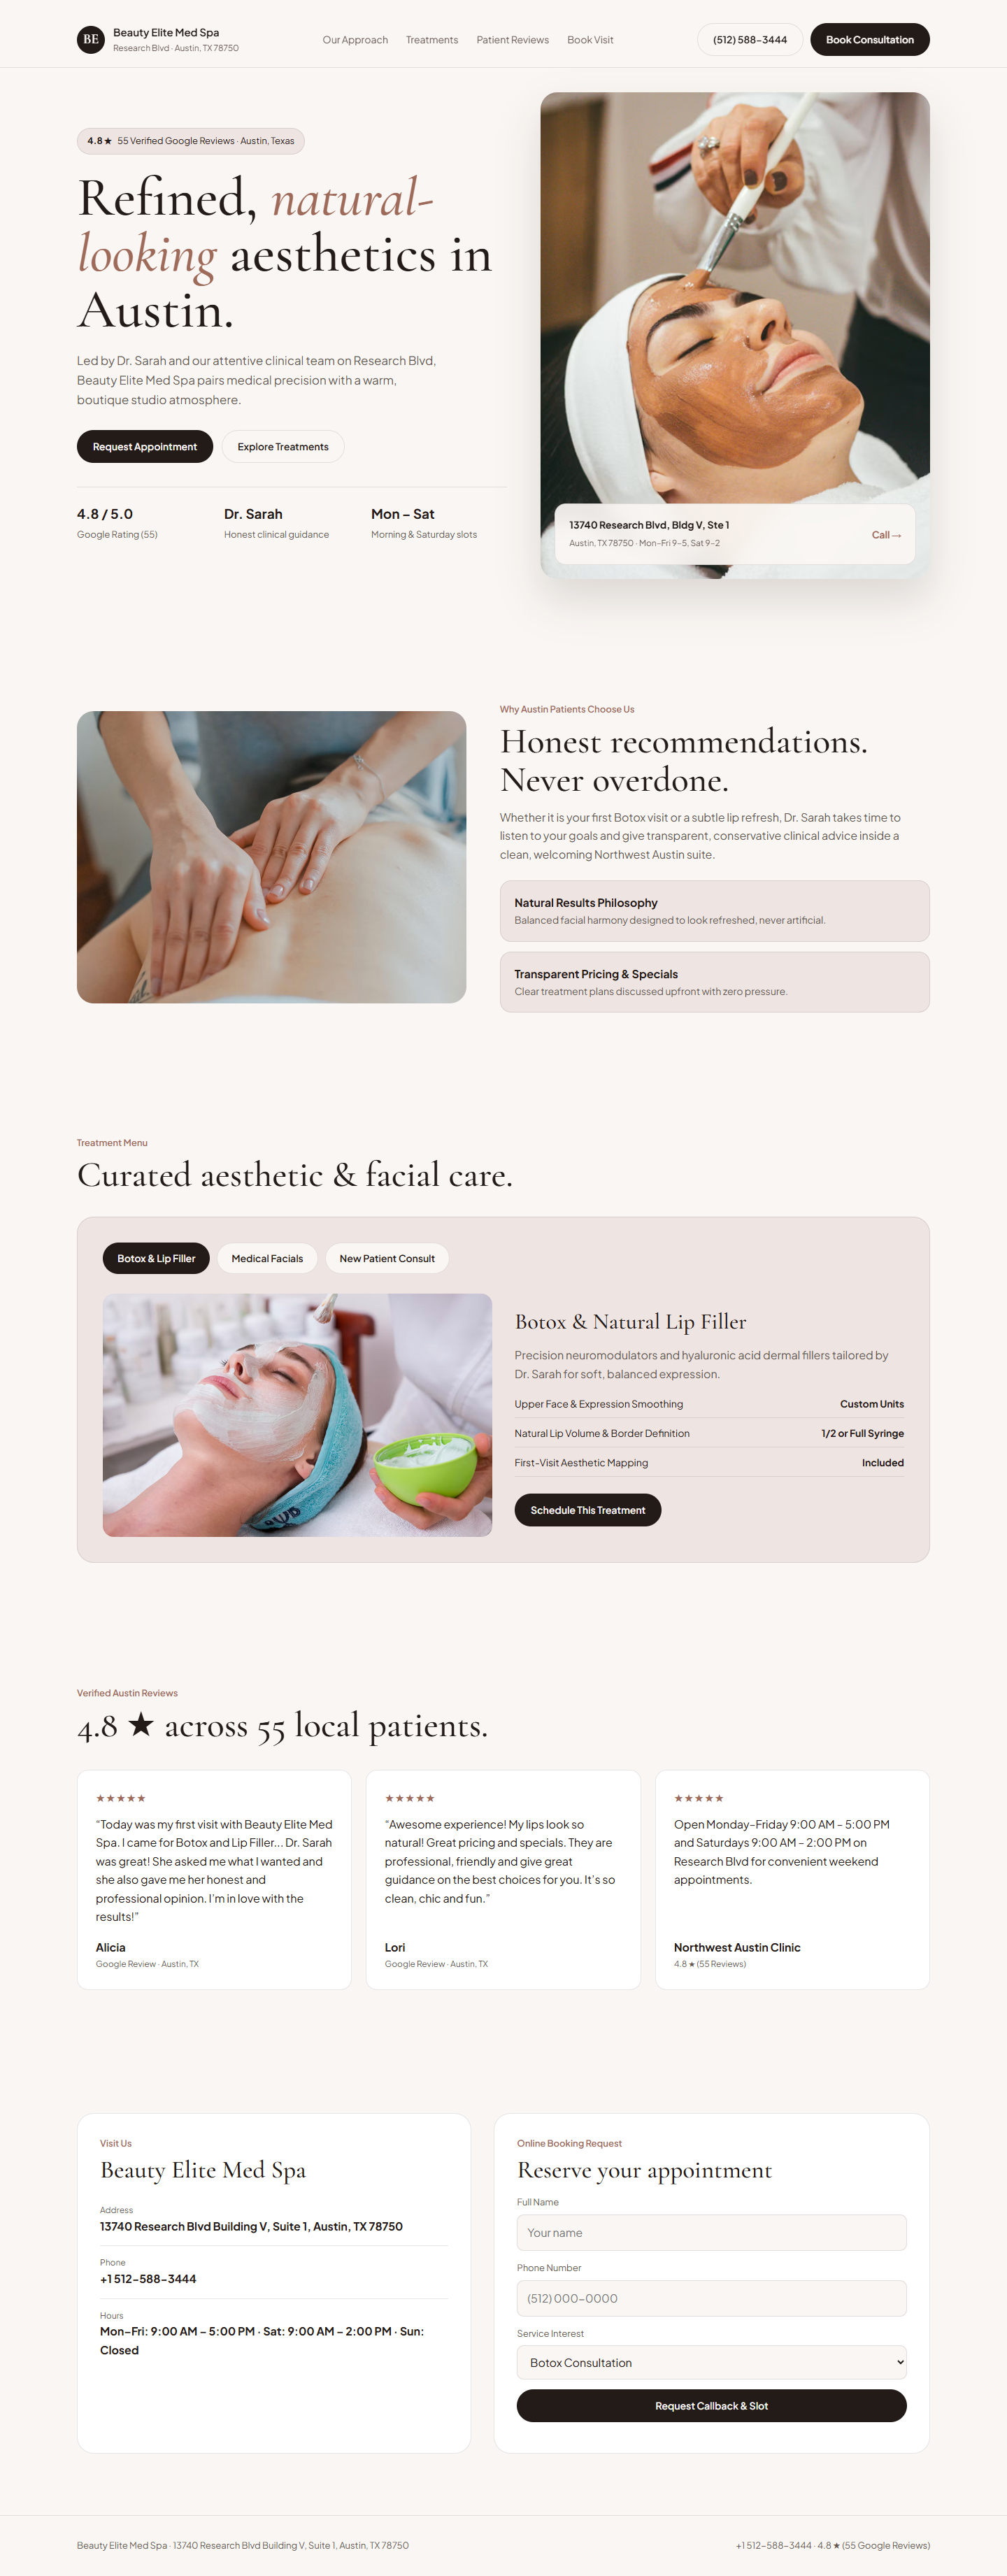 BE
Beauty Elite Med Spa
Research Blvd · Austin, TX 78750
Our Approach
Treatments
Patient Reviews
Book Visit
(512) 588-3444
Book Consultation
4.8 ★ 55 Verified Google Reviews · Austin, Texas
Refined, natural-
looking aesthetics in
Austin.
Led by Dr. Sarah and our attentive clinical team on Research Blvd,
Beauty Elite Med Spa pairs medical precision with a warm,
boutique studio atmosphere.
Request Appointment
Explore Treatments
4.8 / 5.0
Google Rating (55)
Dr. Sarah
Honest clinical guidance
Mon – Sat
Morning & Saturday slots
13740 Research Blvd, Bldg V, Ste 1
Austin, TX 78750 · Mon–Fri 9–5, Sat 9–2
Call →
Why Austin Patients Choose Us
Honest recommendations.
Never overdone.
Whether it is your first Botox visit or a subtle lip refresh, Dr. Sarah takes time to
listen to your goals and give transparent, conservative clinical advice inside a
clean, welcoming Northwest Austin suite.
Natural Results Philosophy
Balanced facial harmony designed to look refreshed, never artificial.
Transparent Pricing & Specials
Clear treatment plans discussed upfront with zero pressure.
Treatment Menu
Curated aesthetic & facial care.
Botox & Lip Filler
Medical Facials
New Patient Consult
Botox & Natural Lip Filler
Precision neuromodulators and hyaluronic acid dermal fillers tailored by
Dr. Sarah for soft, balanced expression.
Upper Face & Expression Smoothing Custom Units
Natural Lip Volume & Border Definition 1/2 or Full Syringe
First-Visit Aesthetic Mapping Included
Schedule This Treatment
Verified Austin Reviews
4.8 ★ across 55 local patients.
★★★★★
“Today was my first visit with Beauty Elite Med
Spa. I came for Botox and Lip Filler... Dr. Sarah
was great! She asked me what I wanted and
she also gave me her honest and
professional opinion. I’m in love with the
results!”
Alicia
Google Review · Austin, TX
★★★★★
“Awesome experience! My lips look so
natural! Great pricing and specials. They are
professional, friendly and give great
guidance on the best choices for you. It’s so
clean, chic and fun.”
Lori
Google Review · Austin, TX
★★★★★
Open Monday–Friday 9:00 AM – 5:00 PM
and Saturdays 9:00 AM – 2:00 PM on
Research Blvd for convenient weekend
appointments.
Northwest Austin Clinic
4.8 ★ (55 Reviews)
Visit Us
Beauty Elite Med Spa
Address
13740 Research Blvd Building V, Suite 1, Austin, TX 78750
Phone
+1 512-588-3444
Hours
Mon–Fri: 9:00 AM – 5:00 PM · Sat: 9:00 AM – 2:00 PM · Sun:
Closed
Online Booking Request
Reserve your appointment
Full Name
Your name
Phone Number
(512) 000-0000
Service Interest
Botox Consultation
Request Callback & Slot
Beauty Elite Med Spa · 13740 Research Blvd Building V, Suite 1, Austin, TX 78750
+1 512-588-3444 · 4.8 ★ (55 Google Reviews)